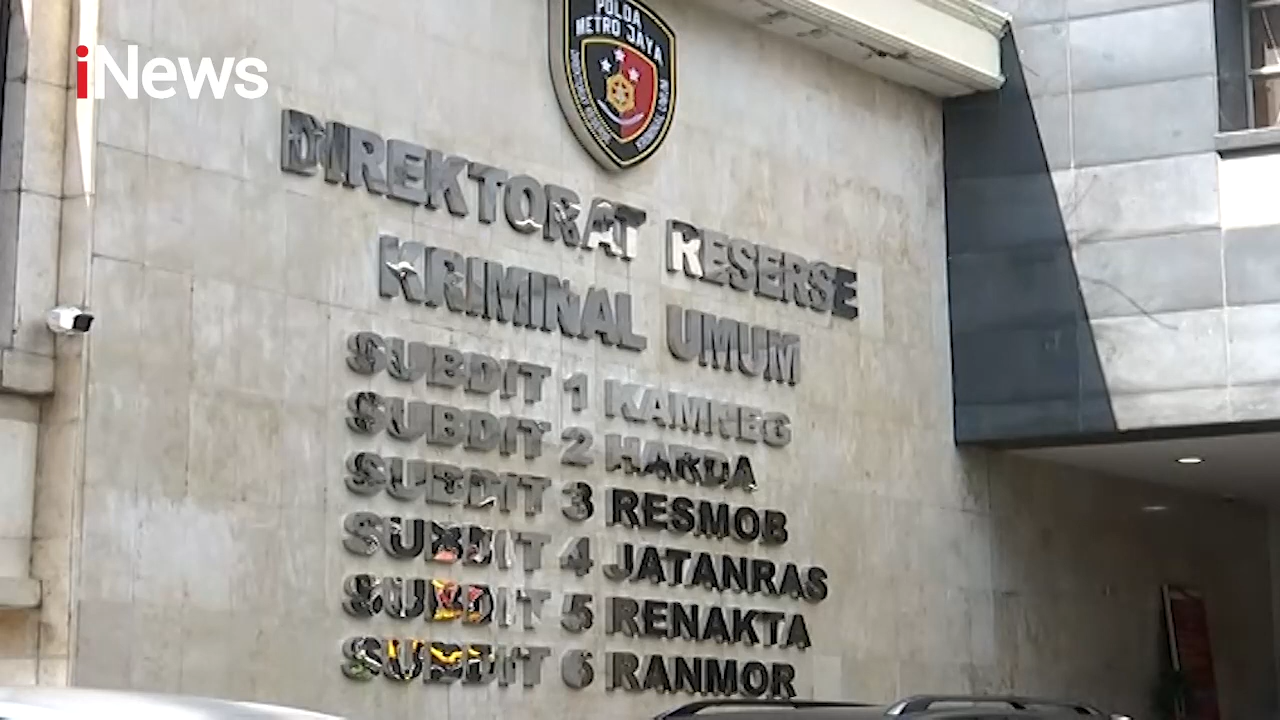 iNews
POLDA
METRO JAYA
DIREKTORAT RESERSE
KRIMINAL UMUM
SUBDIT 1 KAMNEG
SUBDIT 2 HARDA
SUBDIT 3 RESMOB
SUBDIT 4 JATANRAS
SUBDIT 5 RENAKTA
SUBDIT 6 RANMOR